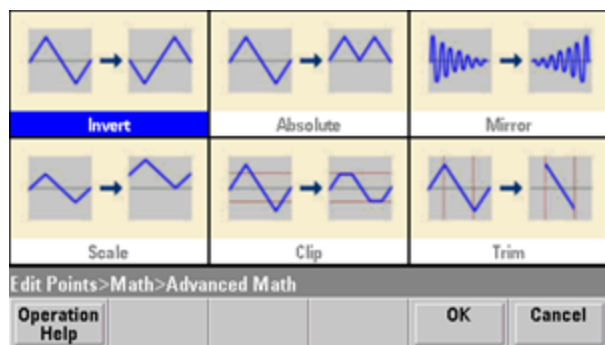 Invert
Absolute
Mirror
Scale
Clip
Trim
Edit Points>Math>Advanced Math
Operation
Help
OK
Cancel